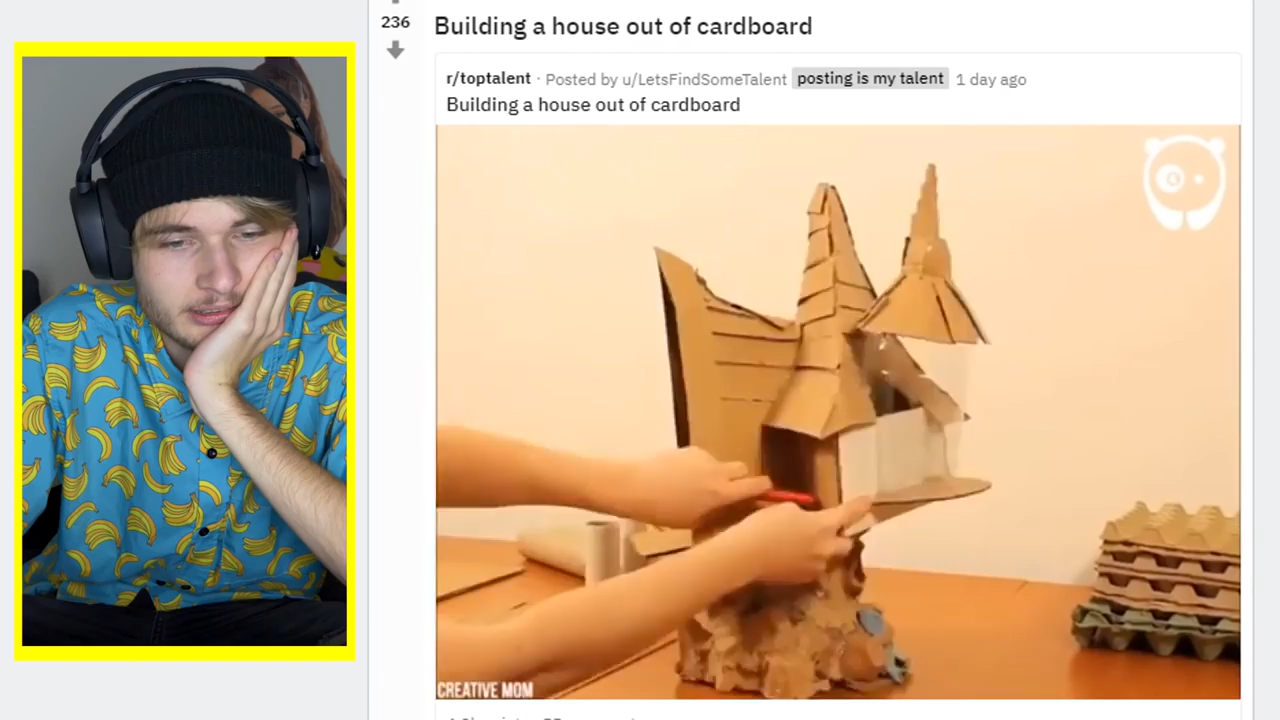 236
Building a house out of cardboard
r/toptalent · Posted by u/LetsFindSomeTalent posting is my talent 1 day ago
Building a house out of cardboard
CREATIVE MOM